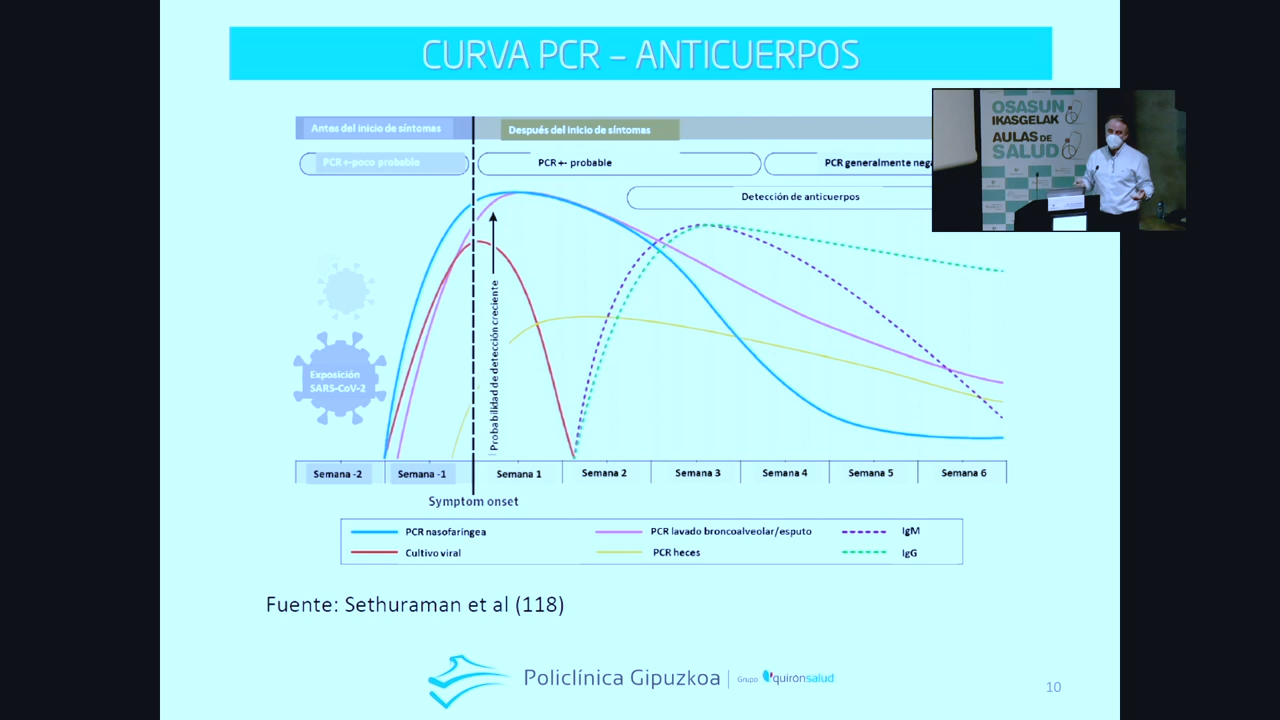 CURVA PCR – ANTICUERPOS
Antes del inicio de síntomas
Después del inicio de síntomas
PCR +-poco probable
PCR +- probable
PCR generalmente nega
Detección de anticuerpos
OSASUN
IKASGELAK
AULAS DE
SALUD
Exposición
SARS-CoV-2
Probabilidad de detección creciente
Semana -2
Semana -1
Semana 1
Semana 2
Semana 3
Semana 4
Semana 5
Semana 6
Symptom onset
PCR nasofaríngea
PCR lavado broncoalveolar/esputo
IgM
Cultivo viral
PCR heces
IgG
Fuente: Sethuraman et al (118)
Policlínica Gipuzkoa
Grupo quirónsalud
10